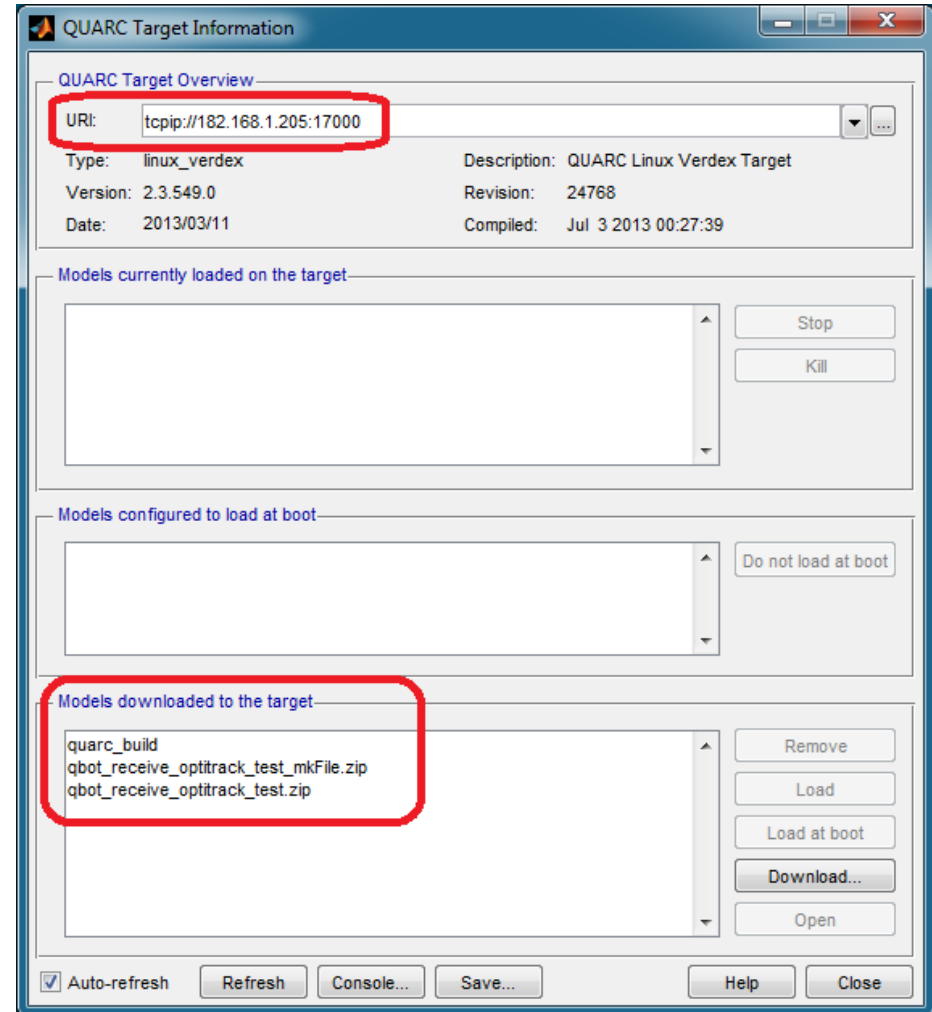 QUARC Target Information
QUARC Target Overview
URI: tcpip://182.168.1.205:17000 ...
Type: linux_verdex Description: QUARC Linux Verdex Target
Version: 2.3.549.0 Revision: 24768
Date: 2013/03/11 Compiled: Jul 3 2013 00:27:39
Models currently loaded on the target
Stop
Kill
Models configured to load at boot
Do not load at boot
Models downloaded to the target
quarc_build
qbot_receive_optitrack_test_mkFile.zip
qbot_receive_optitrack_test.zip
Remove
Load
Load at boot
Download...
Open
Auto-refresh Refresh Console... Save... Help Close